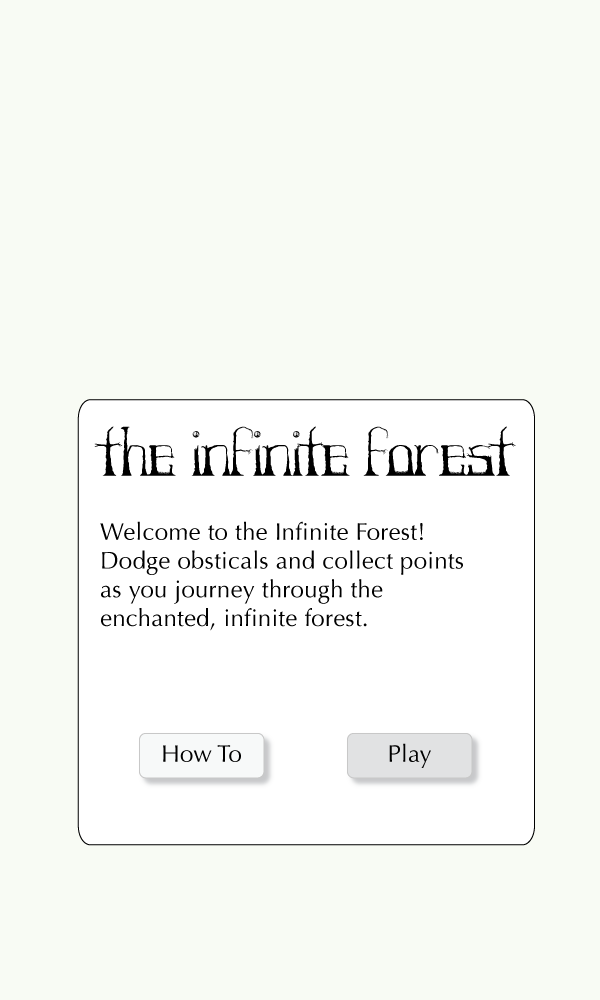 the infinite forest
Welcome to the Infinite Forest!
Dodge obsticals and collect points
as you journey through the
enchanted, infinite forest.
How To
Play